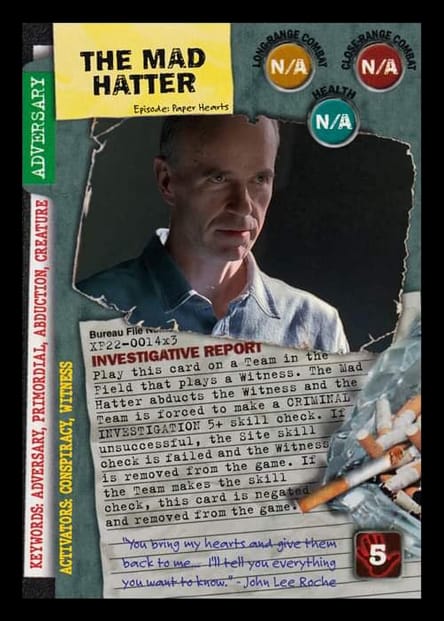 THE MAD
HATTER
Episode: Paper Hearts
LONG-RANGE COMBAT
N/A
CLOSE-RANGE COMBAT
N/A
HEALTH
N/A
ADVERSARY
KEYWORDS: ADVERSARY, PRIMORDIAL, ABDUCTION, CREATURE
ACTIVATORS: CONSPIRACY, WITNESS
Bureau File
XF22-0014x3
INVESTIGATIVE REPORT
Play this card on a Team in the
Field that plays a Witness. The Mad
Hatter abducts the Witness and the
Team is forced to make a CRIMINAL
INVESTIGATION 5+ skill check. If
unsuccessful, the Site skill
check is failed and the Witness
is removed from the game. If
the Team makes the skill
check, this card is negated
and removed from the game.
"You bring my hearts and give them
back to me... I'll tell you everything
you want to know." - John Lee Roche
5